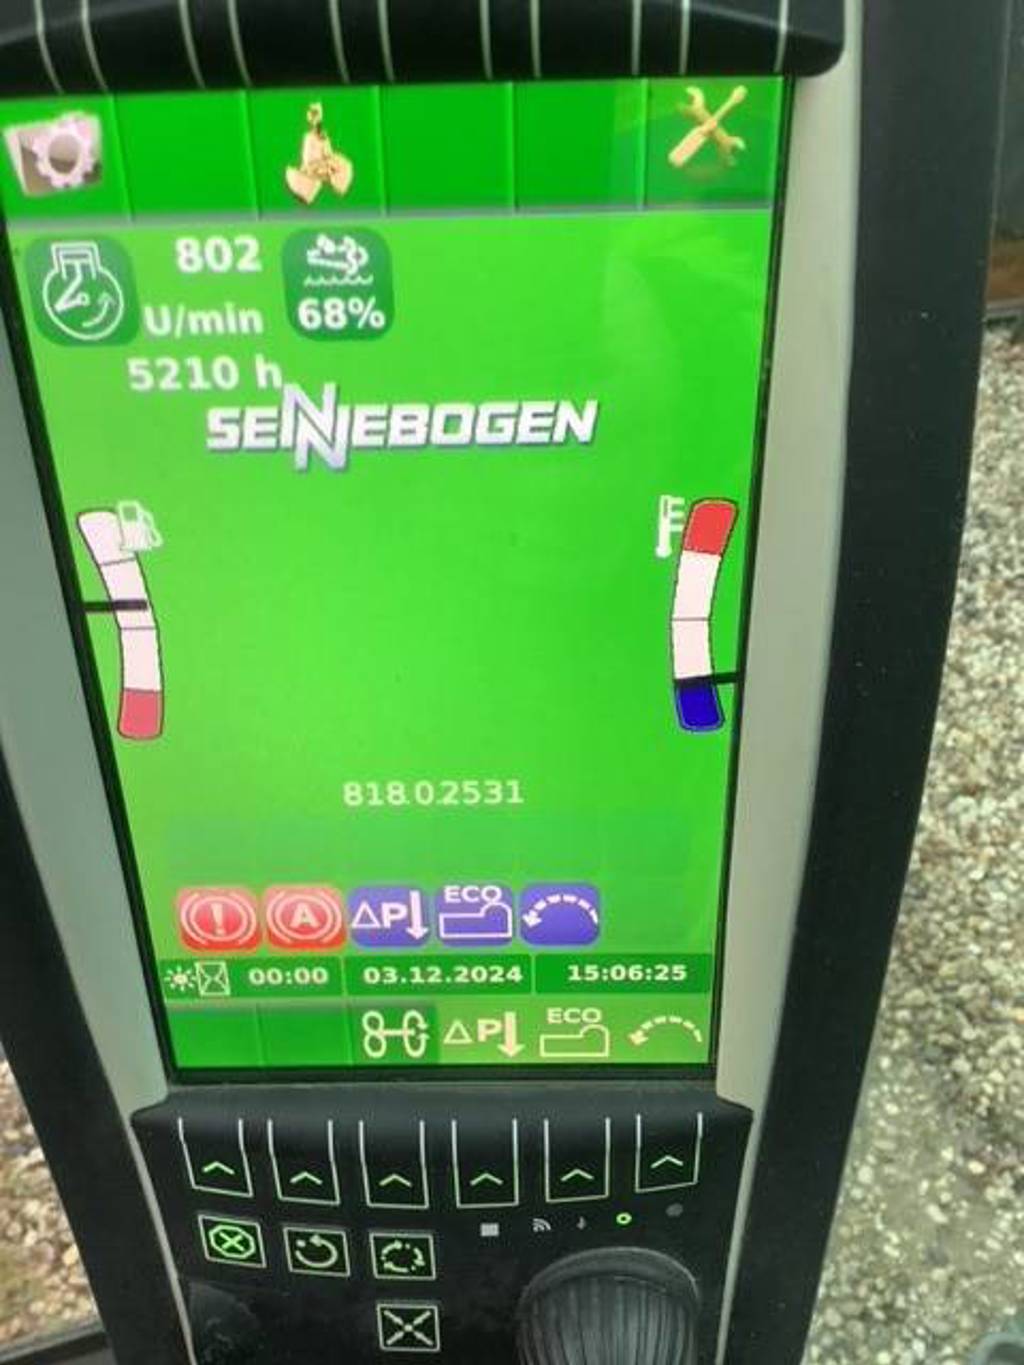 802
U/min
68%
5210 h
SENNEBOGEN
818.0.2531
A
ΔP
ECO
00:00
03.12.2024
15:06:25
ΔP
ECO